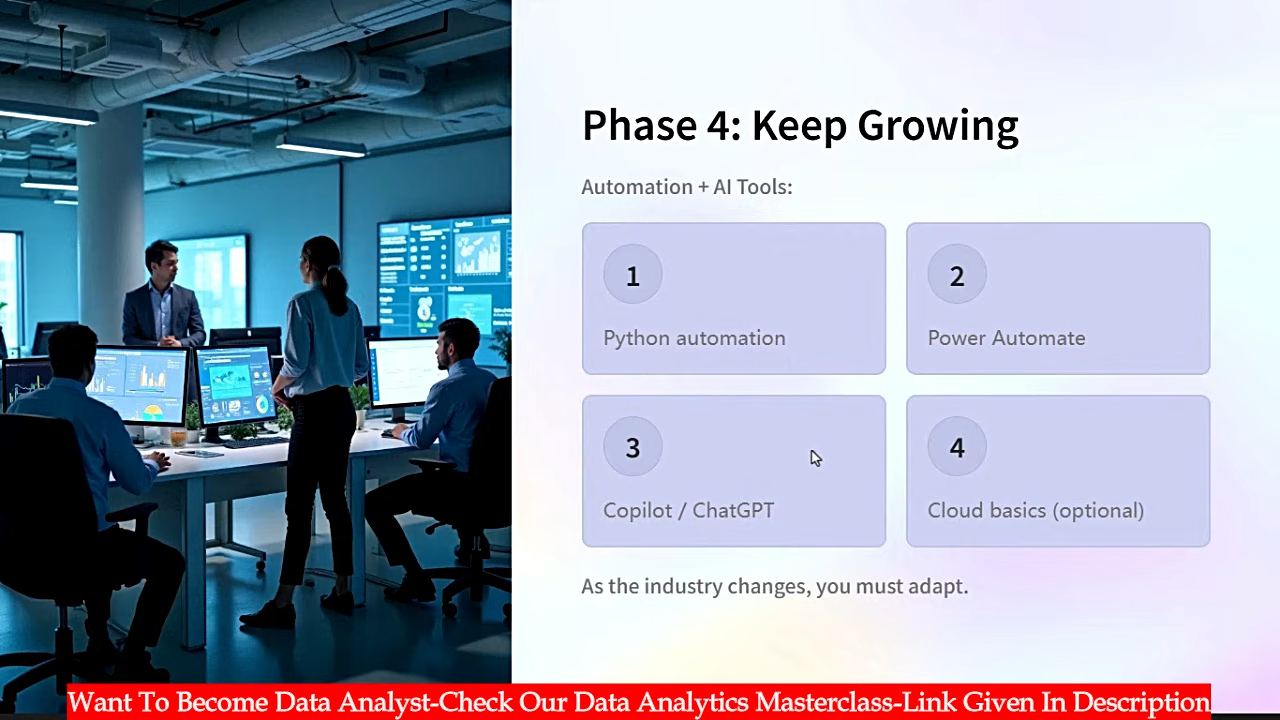 Phase 4: Keep Growing
Automation + AI Tools:
1
2
Python automation
Power Automate
3
4
Copilot / ChatGPT
Cloud basics (optional)
As the industry changes, you must adapt.
Want To Become Data Analyst-Check Our Data Analytics Masterclass-Link Given In Description